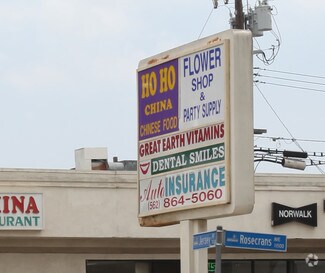 HO HO
CHINA
CHINESE FOOD
FLOWER
SHOP
&
PARTY SUPPLY
GREAT EARTH VITAMINS
DENTAL SMILES
Auto INSURANCE
(562) 864-5060
INA
AURANT
NORWALK
Rosecrans